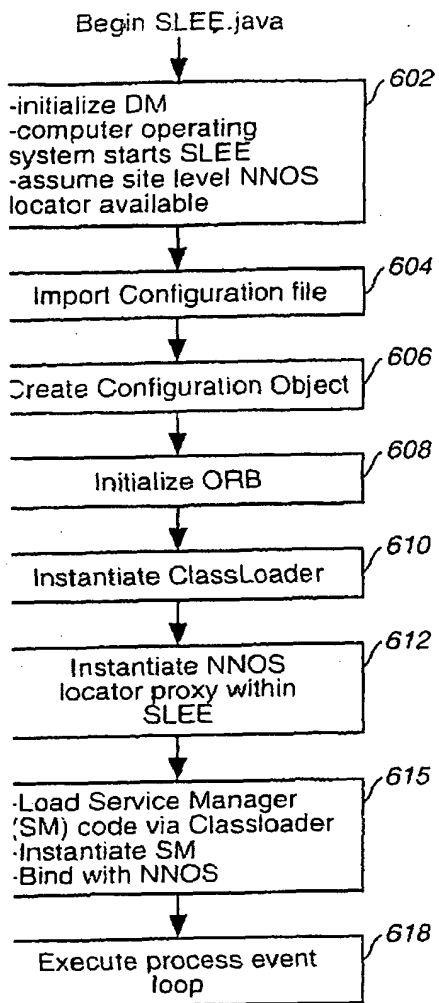 Begin SLEE.java
602
-initialize DM
-computer operating
system starts SLEE
-assume site level NNOS
locator available
604
Import Configuration file
606
Create Configuration Object
608
Initialize ORB
610
Instantiate ClassLoader
612
Instantiate NNOS
locator proxy within
SLEE
615
-Load Service Manager
(SM) code via Classloader
-Instantiate SM
-Bind with NNOS
618
Execute process event
loop